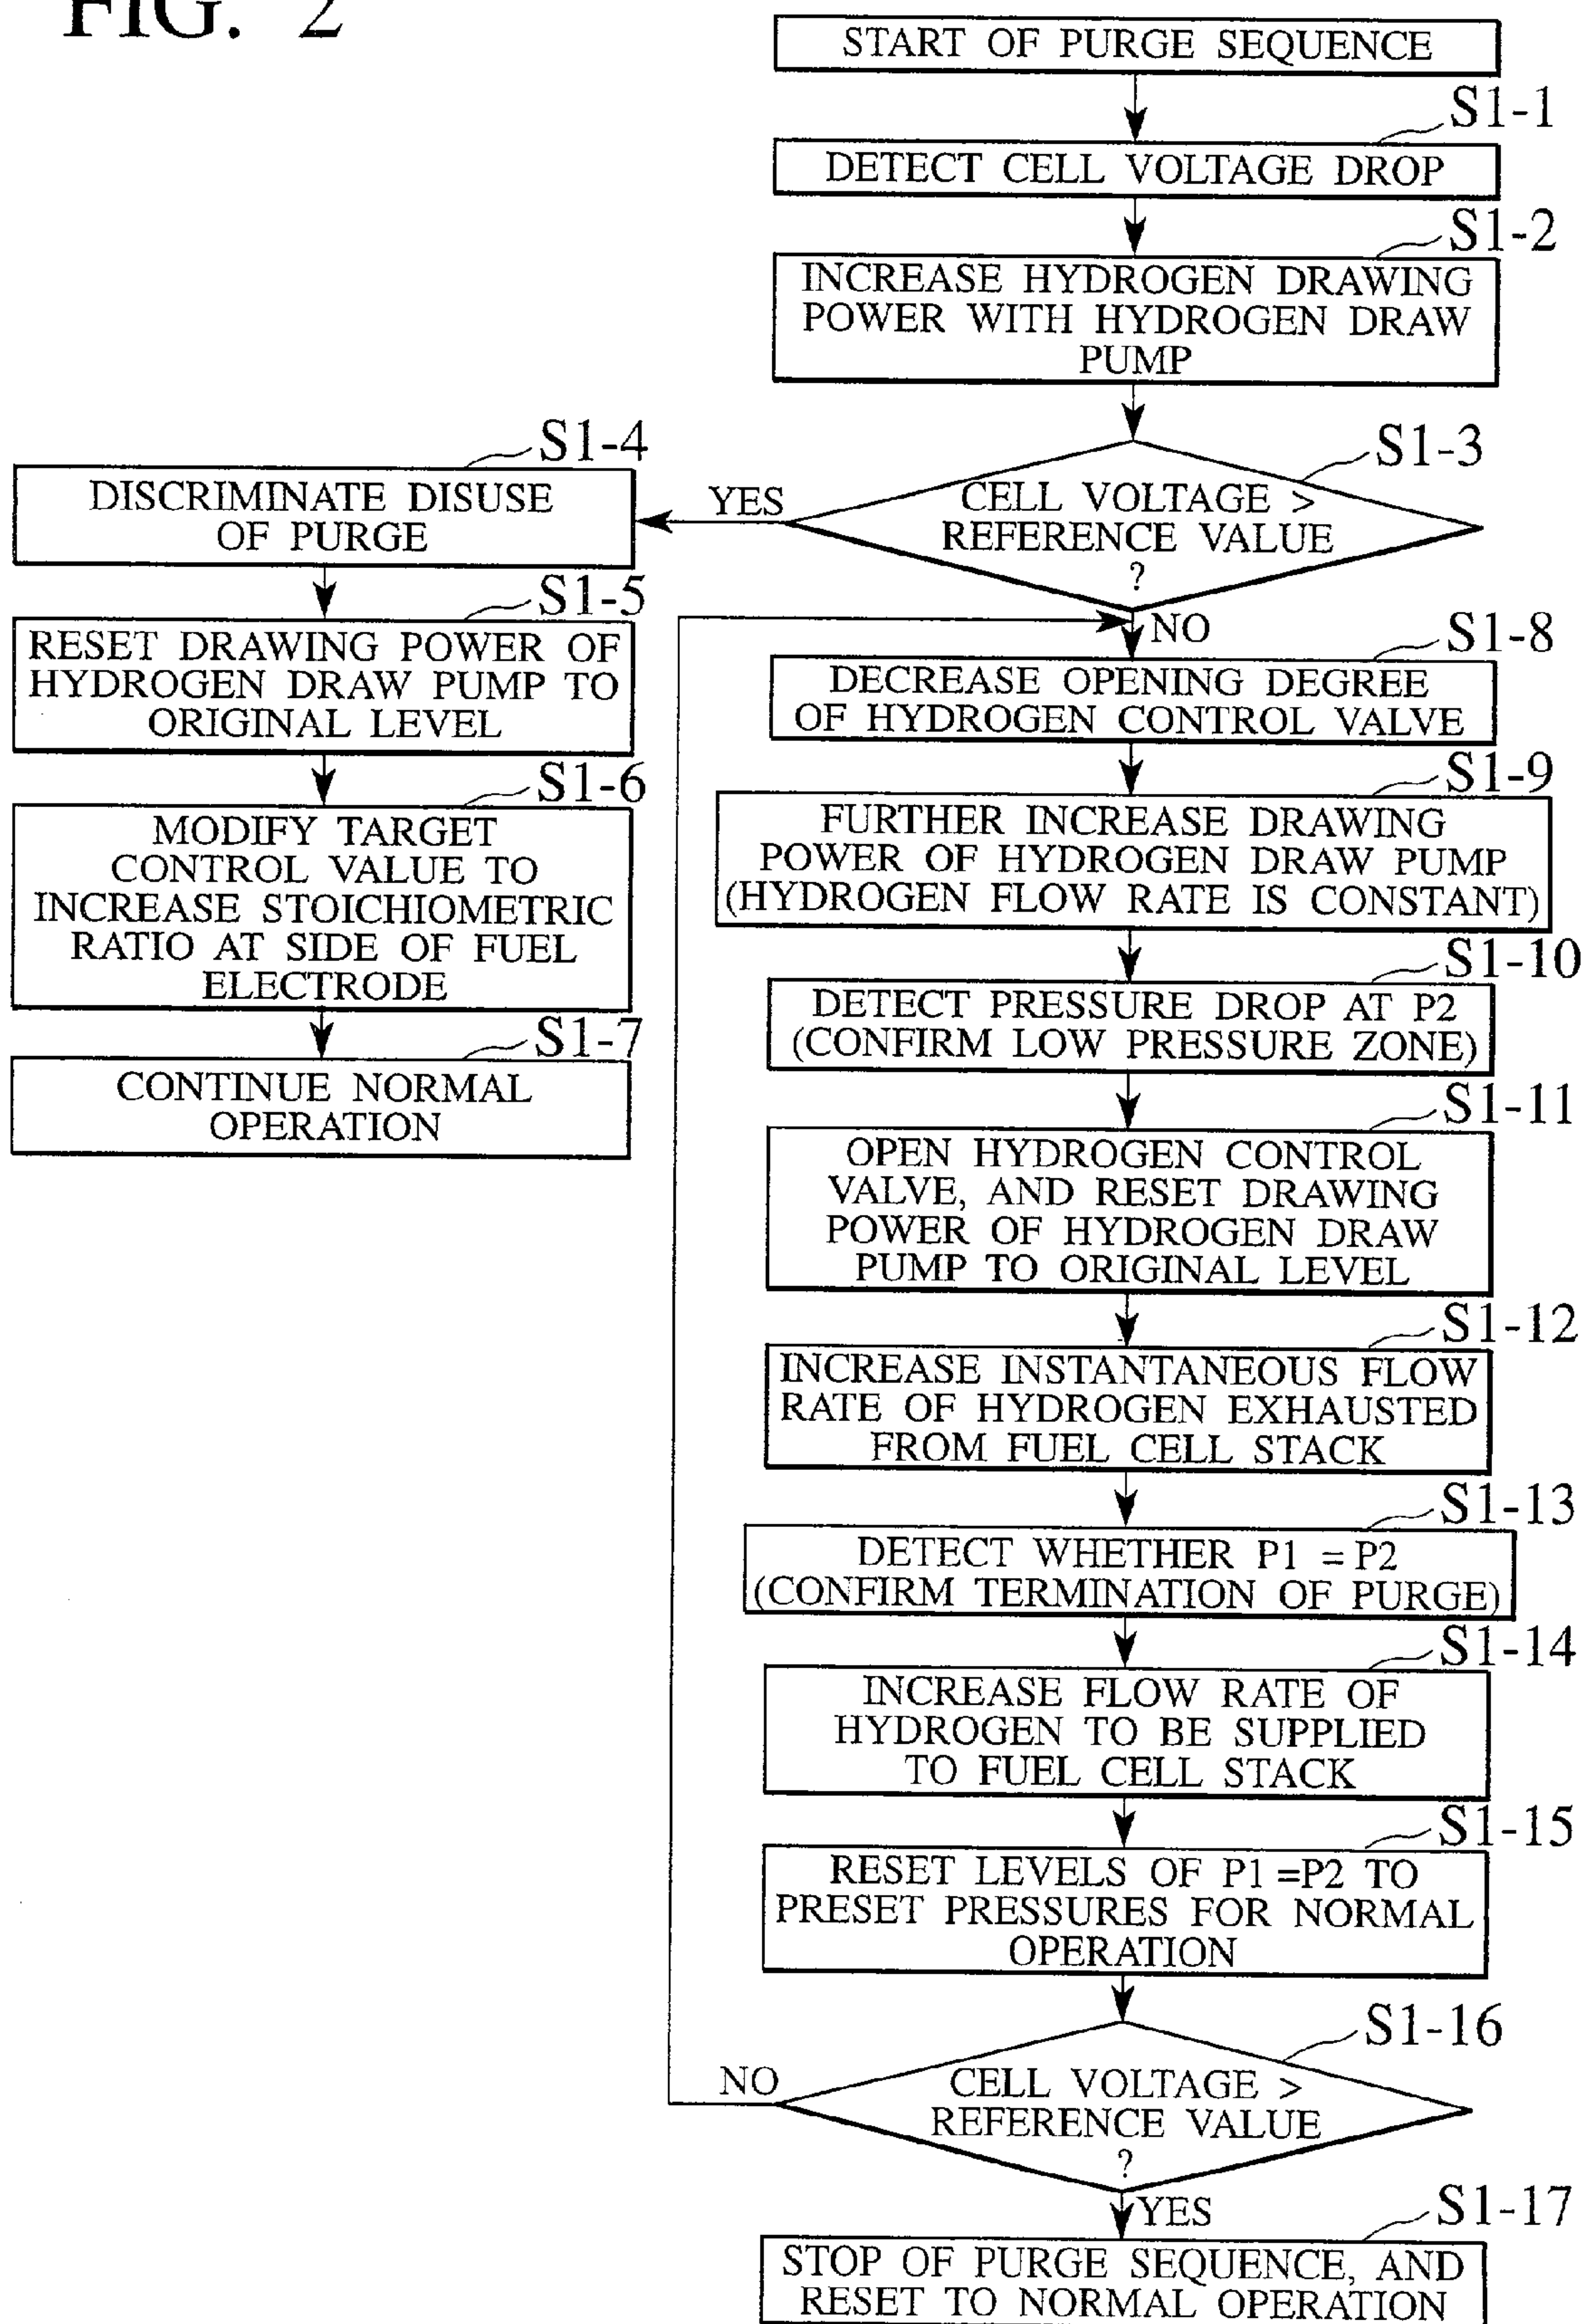 FIG. 2
START OF PURGE SEQUENCE
S1-1
DETECT CELL VOLTAGE DROP
S1-2
INCREASE HYDROGEN DRAWING
POWER WITH HYDROGEN DRAW
PUMP
S1-3
CELL VOLTAGE >
REFERENCE VALUE
?
YES
S1-4
DISCRIMINATE DISUSE
OF PURGE
S1-5
RESET DRAWING POWER OF
HYDROGEN DRAW PUMP TO
ORIGINAL LEVEL
S1-6
MODIFY TARGET
CONTROL VALUE TO
INCREASE STOICHIOMETRIC
RATIO AT SIDE OF FUEL
ELECTRODE
S1-7
CONTINUE NORMAL
OPERATION
NO
S1-8
DECREASE OPENING DEGREE
OF HYDROGEN CONTROL VALVE
S1-9
FURTHER INCREASE DRAWING
POWER OF HYDROGEN DRAW PUMP
(HYDROGEN FLOW RATE IS CONSTANT)
S1-10
DETECT PRESSURE DROP AT P2
(CONFIRM LOW PRESSURE ZONE)
S1-11
OPEN HYDROGEN CONTROL
VALVE, AND RESET DRAWING
POWER OF HYDROGEN DRAW
PUMP TO ORIGINAL LEVEL
S1-12
INCREASE INSTANTANEOUS FLOW
RATE OF HYDROGEN EXHAUSTED
FROM FUEL CELL STACK
S1-13
DETECT WHETHER P1 = P2
(CONFIRM TERMINATION OF PURGE)
S1-14
INCREASE FLOW RATE OF
HYDROGEN TO BE SUPPLIED
TO FUEL CELL STACK
S1-15
RESET LEVELS OF P1 =P2 TO
PRESET PRESSURES FOR NORMAL
OPERATION
S1-16
CELL VOLTAGE >
REFERENCE VALUE
?
NO
YES
S1-17
STOP OF PURGE SEQUENCE, AND
RESET TO NORMAL OPERATION